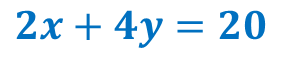 2x + 4y = 20